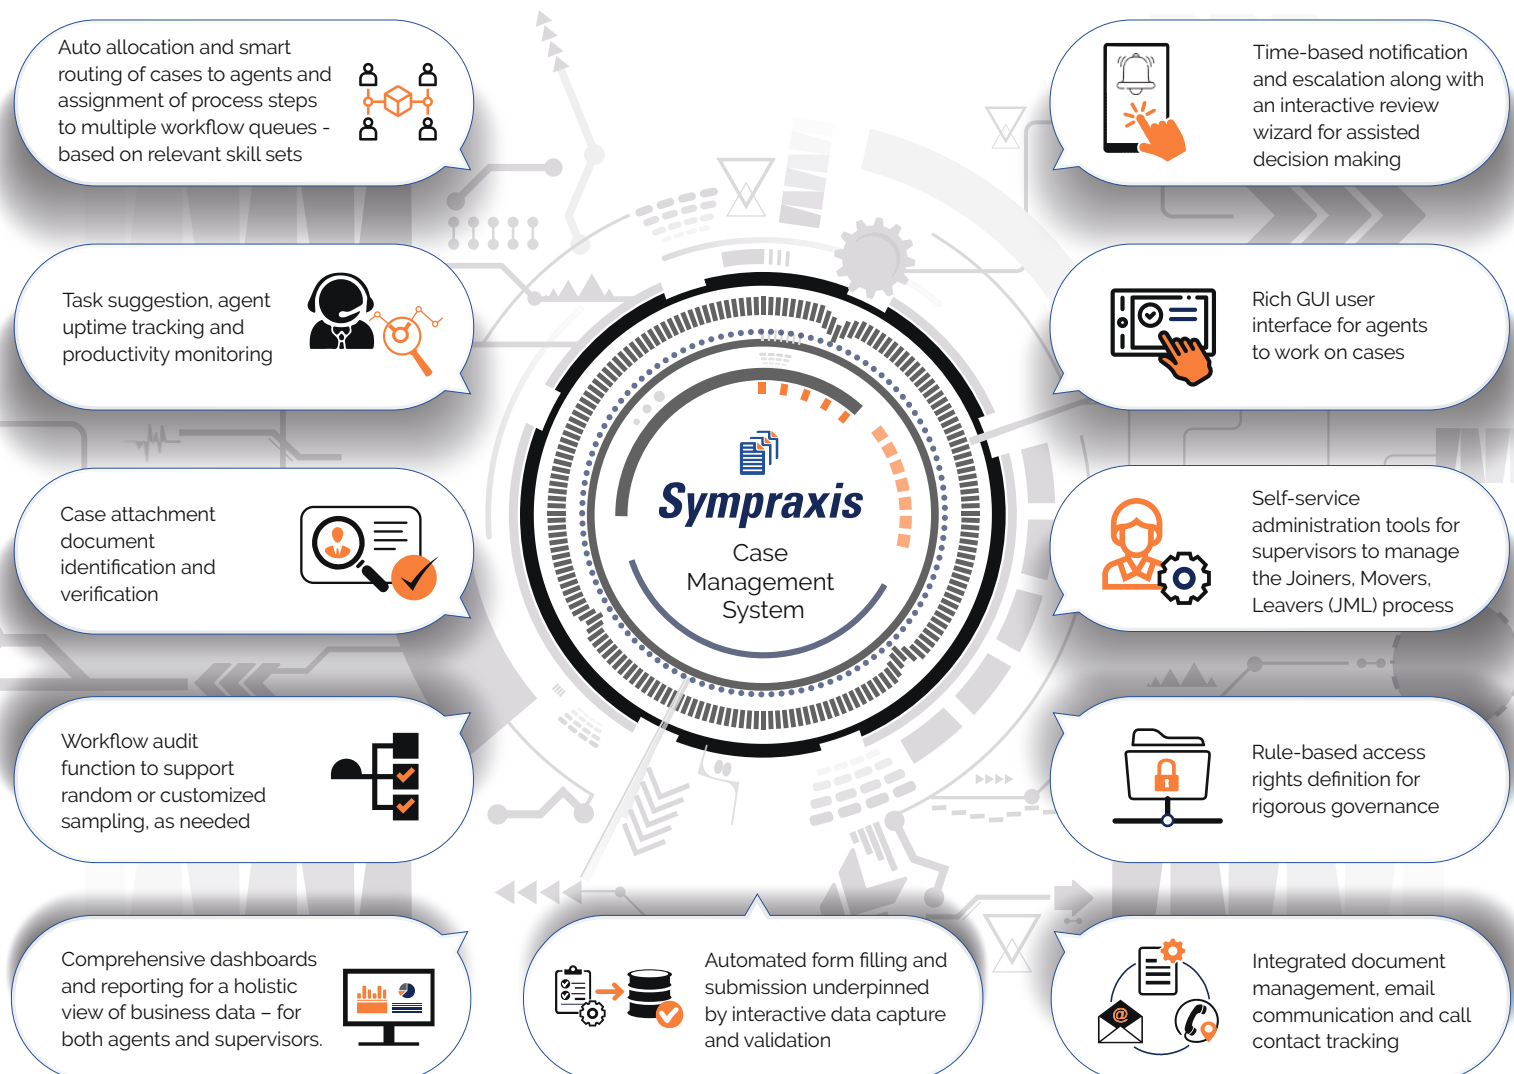 Auto allocation and smart
routing of cases to agents and
assignment of process steps
to multiple workflow queues -
based on relevant skill sets
Task suggestion, agent
uptime tracking and
productivity monitoring
Case attachment
document
identification and
verification
Workflow audit
function to support
random or customized
sampling, as needed
Comprehensive dashboards
and reporting for a holistic
view of business data – for
both agents and supervisors.
Sympraxis
Case
Management
System
Automated form filling and
submission underpinned
by interactive data capture
and validation
Time-based notification
and escalation along with
an interactive review
wizard for assisted
decision making
Rich GUI user
interface for agents
to work on cases
Self-service
administration tools for
supervisors to manage
the Joiners, Movers,
Leavers (JML) process
Rule-based access
rights definition for
rigorous governance
Integrated document
management, email
communication and call
contact tracking
@